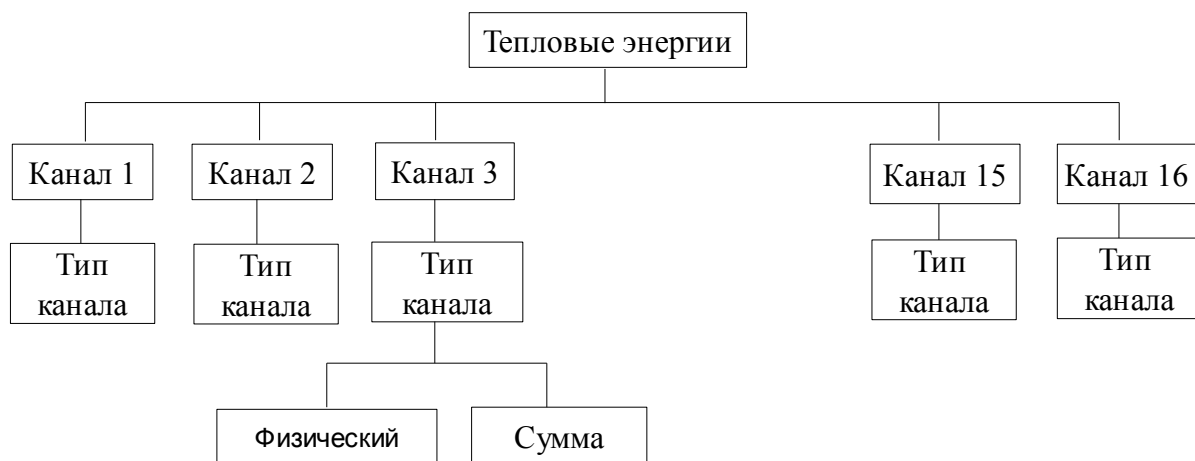 Тепловые энергии
Канал 1
Канал 2
Канал 3
Канал 15
Канал 16
Тип
канала
Тип
канала
Тип
канала
Тип
канала
Тип
канала
Физический
Сумма